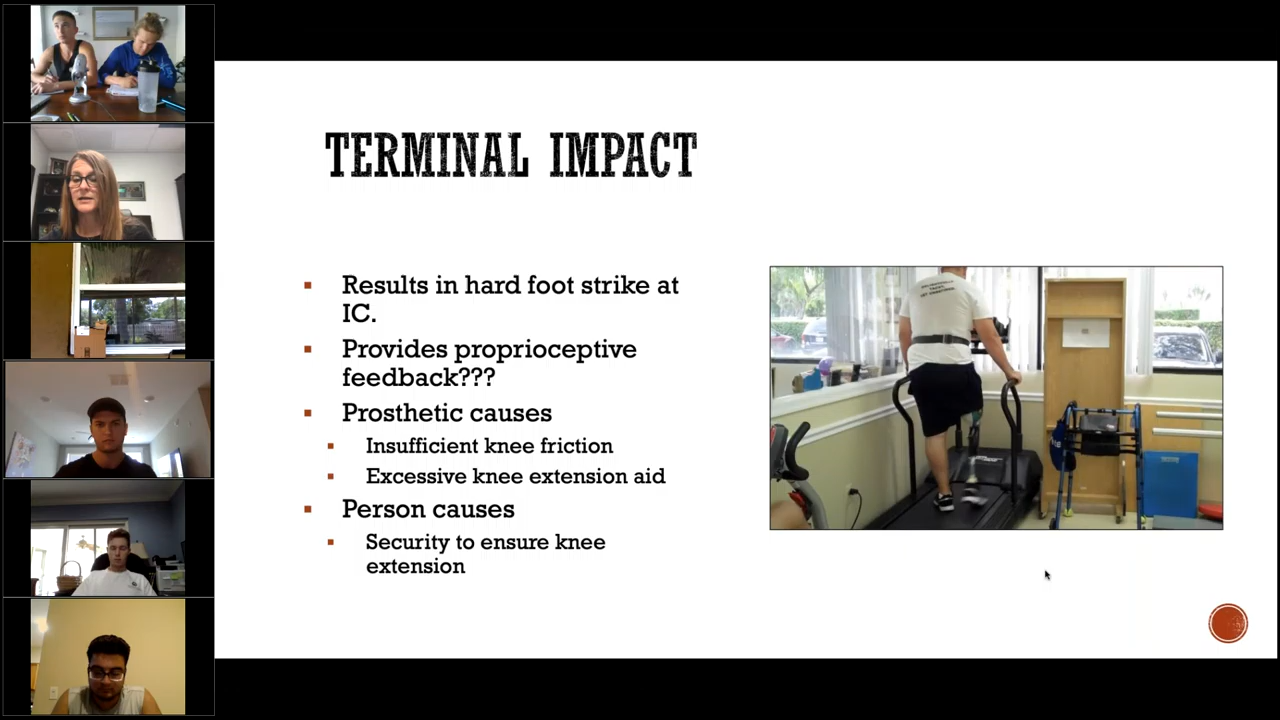 TERMINAL IMPACT
Results in hard foot strike at
IC.
Provides proprioceptive
feedback???
Prosthetic causes
Insufficient knee friction
Excessive knee extension aid
Person causes
Security to ensure knee
extension